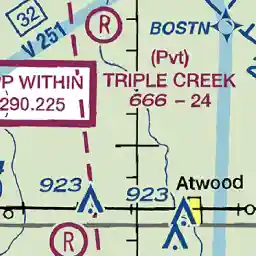 32
V 251
R
BOSTN
(Pvt)
TRIPLE CREEK
666 - 24
P WITHIN
290.225
923
923
Atwood
R